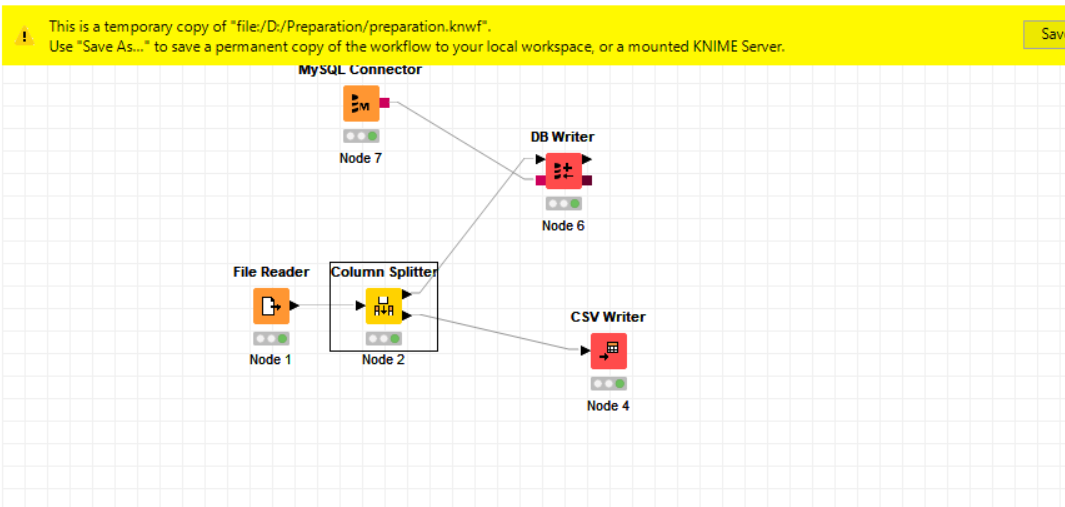 This is a temporary copy of "file:/D:/Preparation/preparation.knwf".
Use "Save As..." to save a permanent copy of the workflow to your local workspace, or a mounted KNIME Server.
Sav
MySQL Connector
M
Node 7
DB Writer
Node 6
File Reader
Column Splitter
Node 1
Node 2
CSV Writer
Node 4